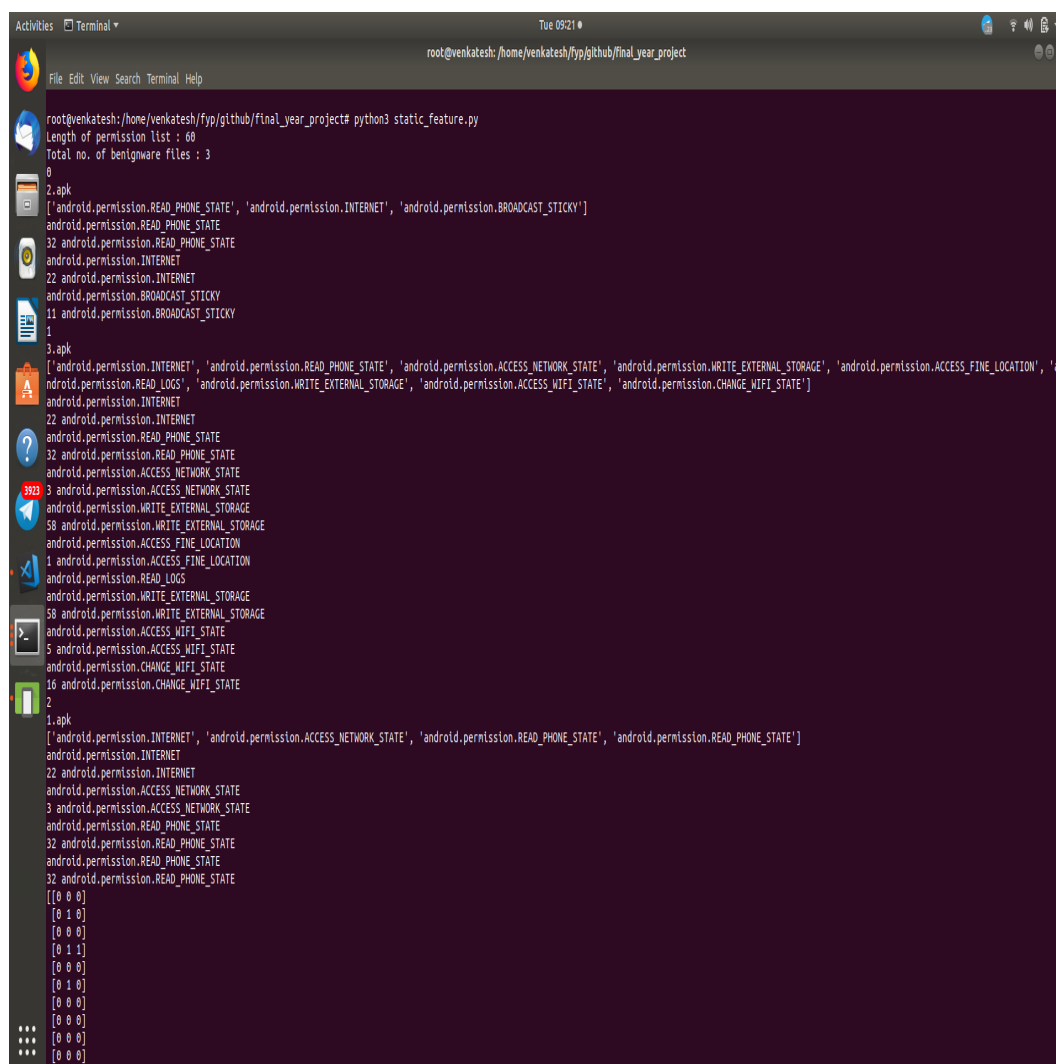 Activities Terminal Tue 09:21
root@venkatesh: /home/venkatesh/fyp/github/final_year_project
File Edit View Search Terminal Help
root@venkatesh:/home/venkatesh/fyp/github/final_year_project# python3 static_feature.py
Length of permission list : 60
Total no. of benignware files : 3
0
2.apk
['android.permission.READ_PHONE_STATE', 'android.permission.INTERNET', 'android.permission.BROADCAST_STICKY']
android.permission.READ_PHONE_STATE
32 android.permission.READ_PHONE_STATE
android.permission.INTERNET
22 android.permission.INTERNET
android.permission.BROADCAST_STICKY
11 android.permission.BROADCAST_STICKY
1
3.apk
['android.permission.INTERNET', 'android.permission.READ_PHONE_STATE', 'android.permission.ACCESS_NETWORK_STATE', 'android.permission.WRITE_EXTERNAL_STORAGE', 'android.permission.ACCESS_FINE_LOCATION', 'a
ndroid.permission.READ_LOGS', 'android.permission.WRITE_EXTERNAL_STORAGE', 'android.permission.ACCESS_WIFI_STATE', 'android.permission.CHANGE_WIFI_STATE']
android.permission.INTERNET
22 android.permission.INTERNET
android.permission.READ_PHONE_STATE
32 android.permission.READ_PHONE_STATE
android.permission.ACCESS_NETWORK_STATE
3923
3 android.permission.ACCESS_NETWORK_STATE
android.permission.WRITE_EXTERNAL_STORAGE
58 android.permission.WRITE_EXTERNAL_STORAGE
android.permission.ACCESS_FINE_LOCATION
1 android.permission.ACCESS_FINE_LOCATION
android.permission.READ_LOGS
android.permission.WRITE_EXTERNAL_STORAGE
58 android.permission.WRITE_EXTERNAL_STORAGE
android.permission.ACCESS_WIFI_STATE
5 android.permission.ACCESS_WIFI_STATE
android.permission.CHANGE_WIFI_STATE
16 android.permission.CHANGE_WIFI_STATE
2
1.apk
['android.permission.INTERNET', 'android.permission.ACCESS_NETWORK_STATE', 'android.permission.READ_PHONE_STATE', 'android.permission.READ_PHONE_STATE']
android.permission.INTERNET
22 android.permission.INTERNET
android.permission.ACCESS_NETWORK_STATE
3 android.permission.ACCESS_NETWORK_STATE
android.permission.READ_PHONE_STATE
32 android.permission.READ_PHONE_STATE
android.permission.READ_PHONE_STATE
32 android.permission.READ_PHONE_STATE
[[0 0 0]
[0 1 0]
[0 0 0]
[0 1 1]
[0 0 0]
[0 1 0]
[0 0 0]
[0 0 0]
[0 0 0]
[0 0 0]